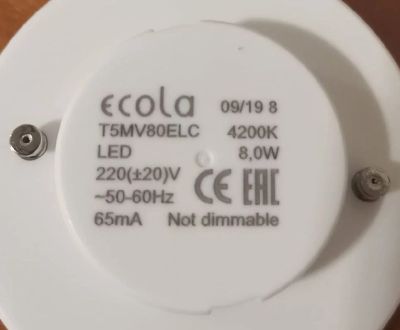 ecola 09/19 8
T5MV80ELC 4200K
LED 8,0W
220(±20)V
~50-60Hz CE EAC
65mA Not dimmable